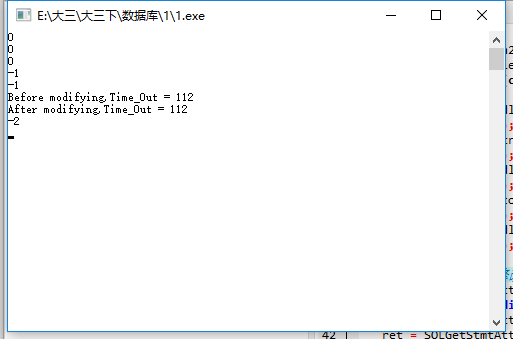 E:\大三\大三下\数据库\1\1.exe
0
0
0
-1
-1
Before modifying,Time_Out = 112
After modifying,Time_Out = 112
-2
42
ret = SQLGetStmtAtt